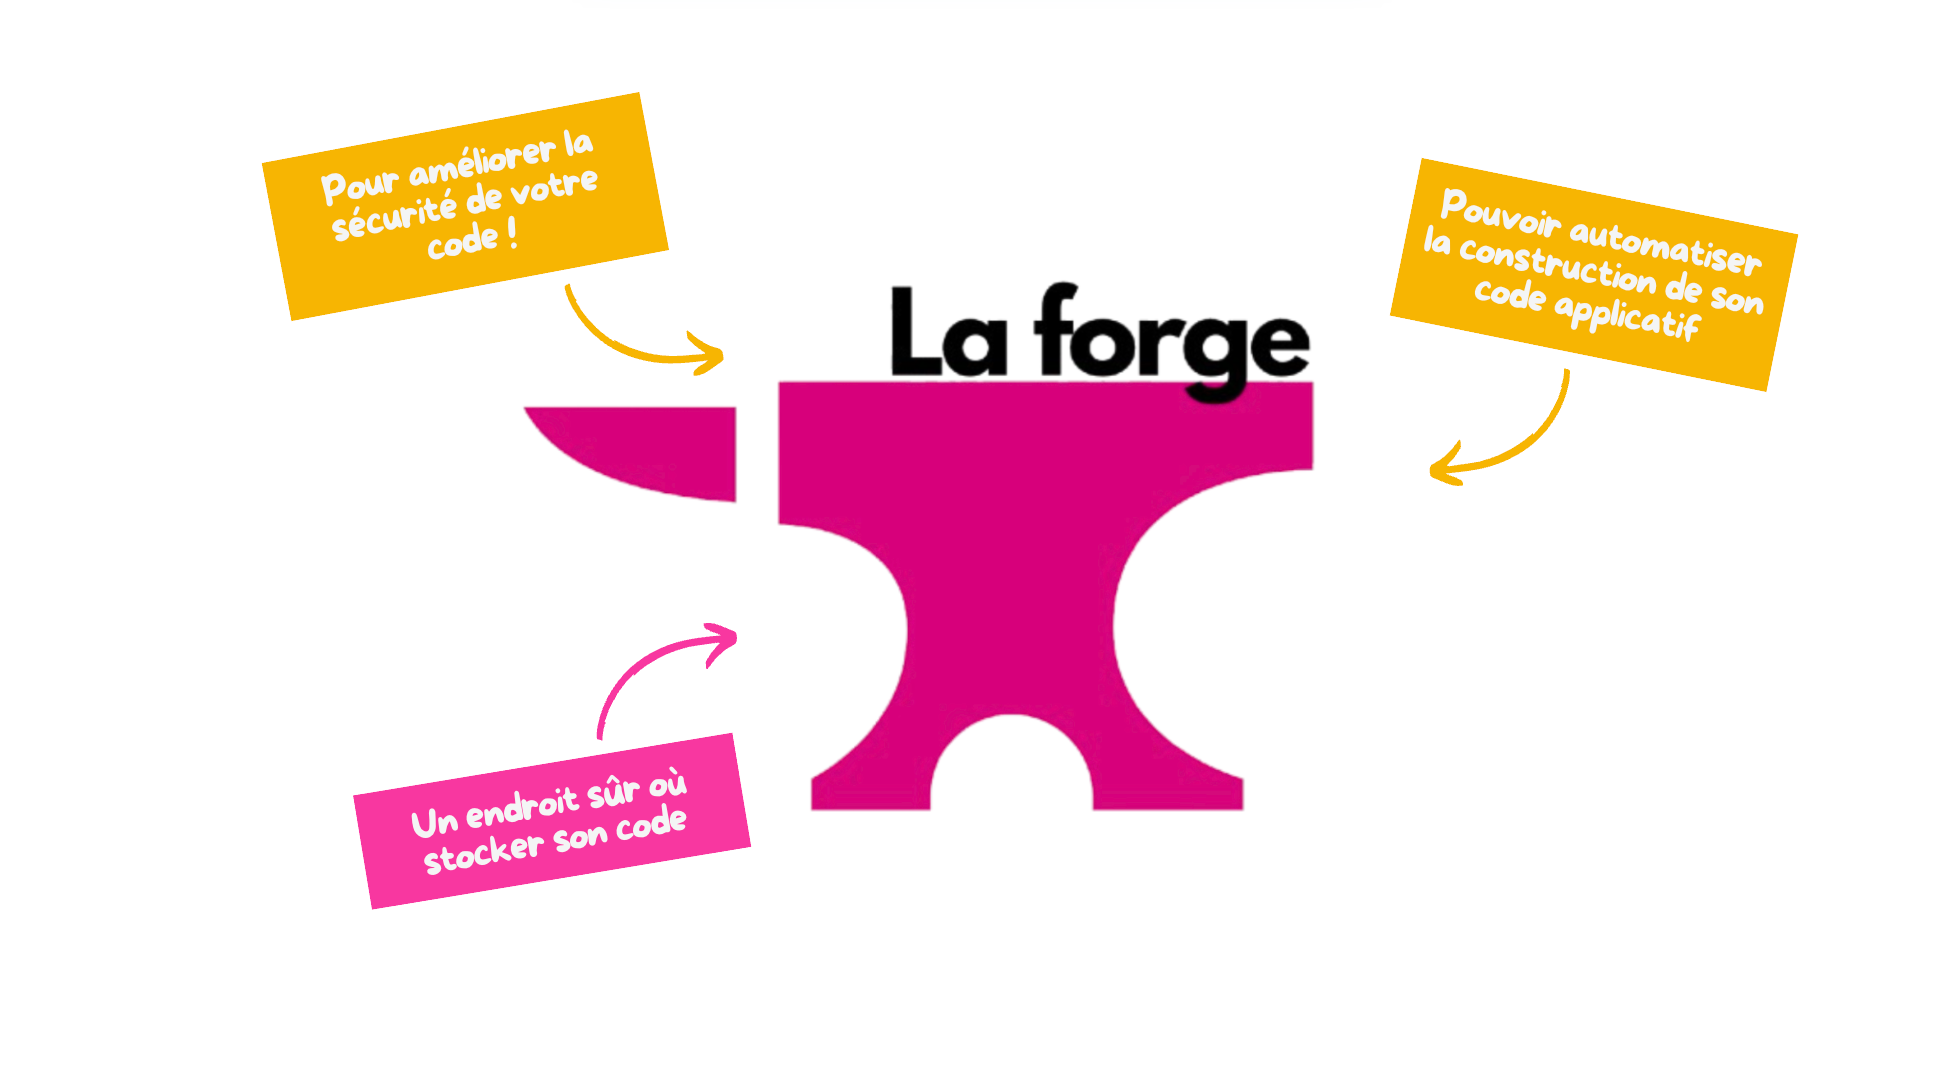 Pour améliorer la
sécurité de votre
code !
Pouvoir automatiser
la construction de son
code applicatif
La forge
Un endroit sûr où
stocker son code